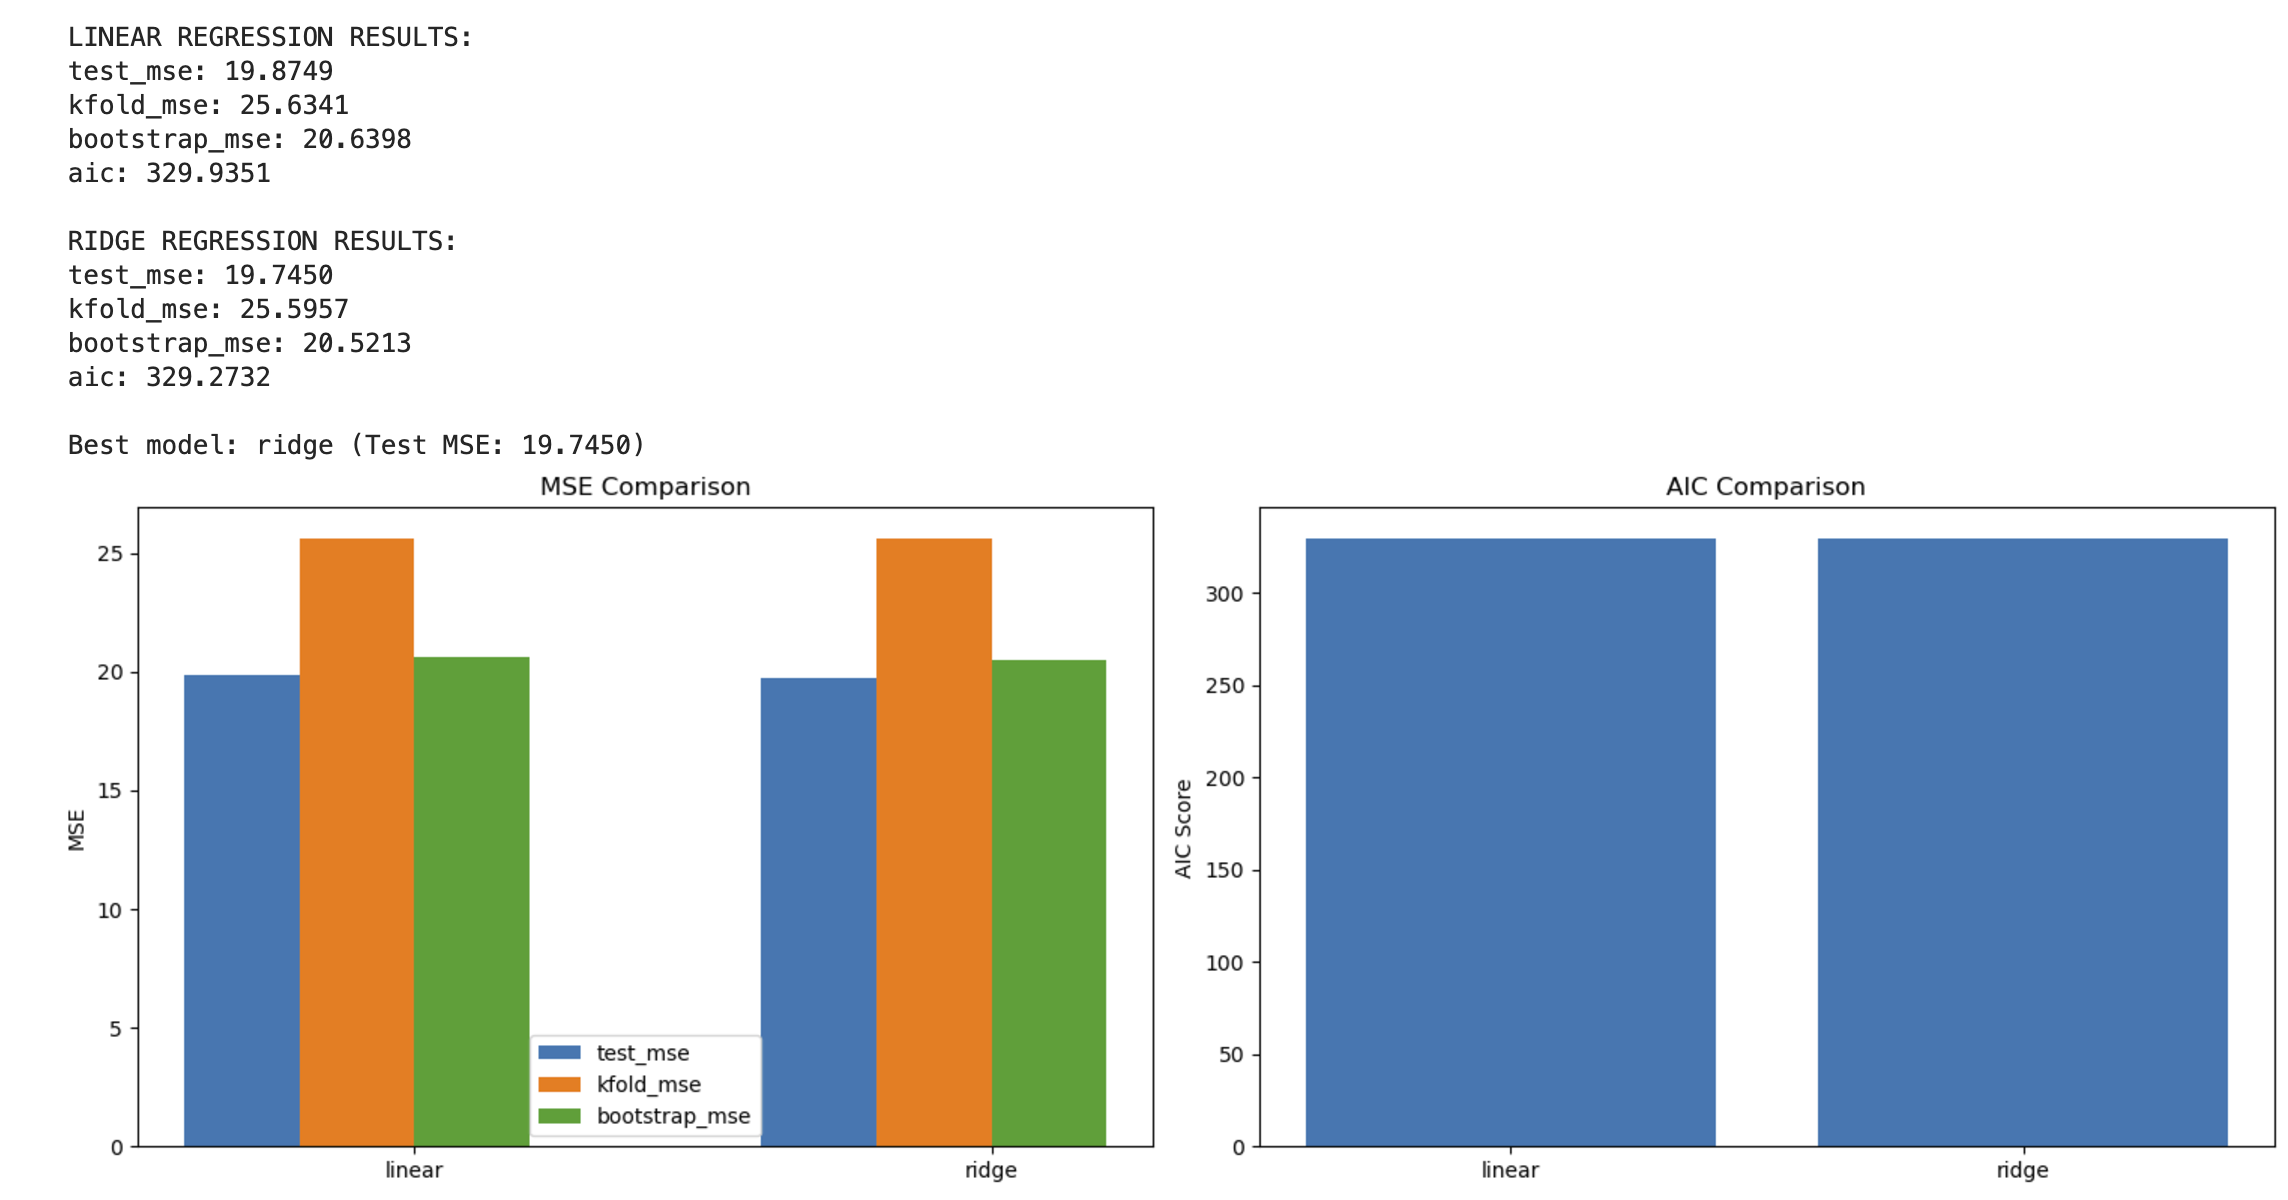 LINEAR REGRESSION RESULTS:
test_mse: 19.8749
kfold_mse: 25.6341
bootstrap_mse: 20.6398
aic: 329.9351
RIDGE REGRESSION RESULTS:
test_mse: 19.7450
kfold_mse: 25.5957
bootstrap_mse: 20.5213
aic: 329.2732
Best model: ridge (Test MSE: 19.7450)
MSE Comparison
MSE
25
20
15
10
5
0
test_mse
kfold_mse
bootstrap_mse
linear
ridge
AIC Comparison
AIC Score
300
250
200
150
100
50
0
linear
ridge